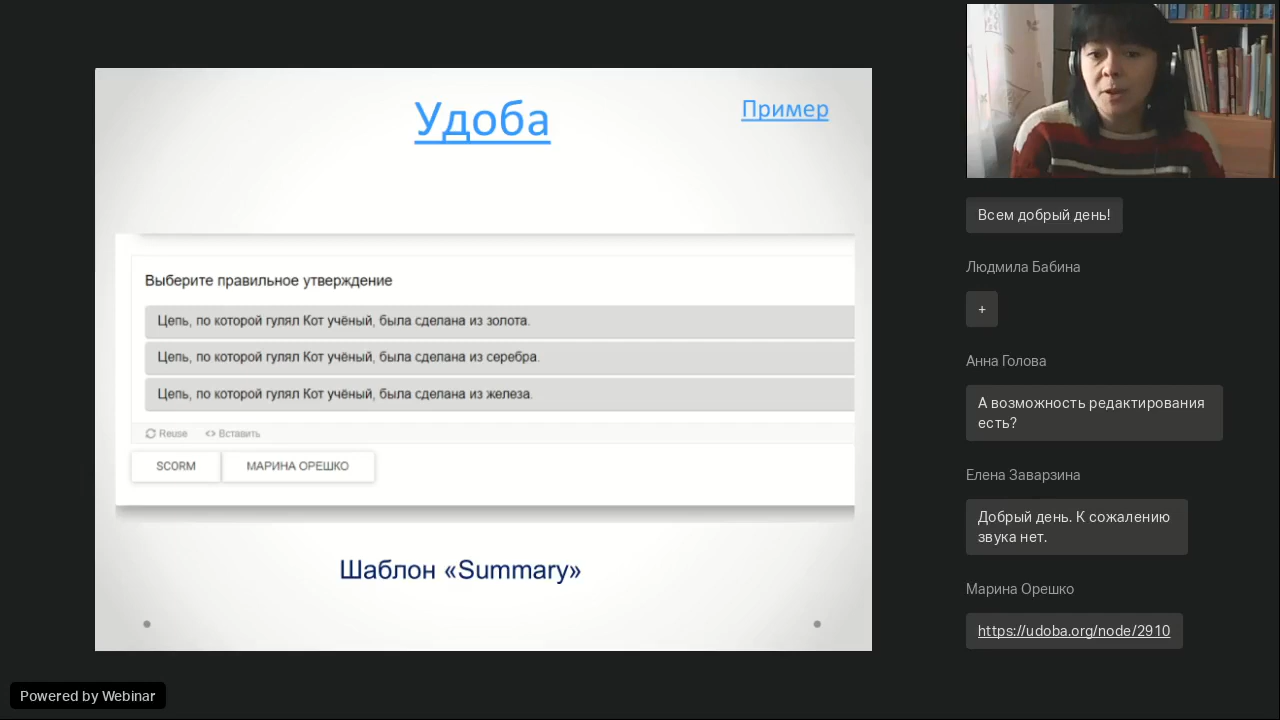 Удоба
Пример
Выберите правильное утверждение
Цепь, по которой гулял Кот учёный, была сделана из золота.
Цепь, по которой гулял Кот учёный, была сделана из серебра.
Цепь, по которой гулял Кот учёный, была сделана из железа.
Reuse
Вставить
SCORM
МАРИНА ОРЕШКО
Шаблон «Summary»
Всем добрый день!
Людмила Бабина
+
Анна Голова
А возможность редактирования
есть?
Елена Заварзина
Добрый день. К сожалению
звука нет.
Марина Орешко
https://udoba.org/node/2910
Powered by Webinar